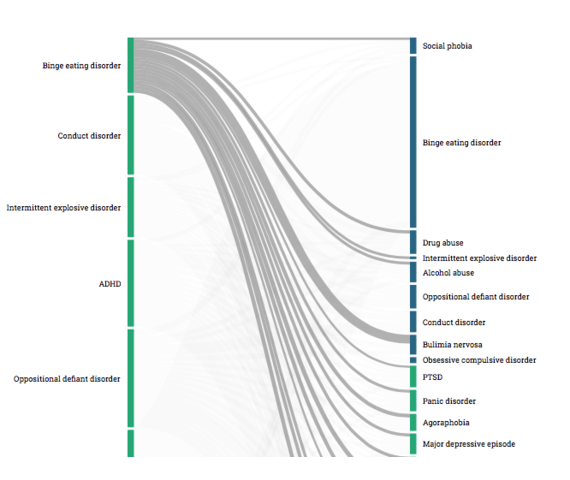 Binge eating disorder
Conduct disorder
Intermittent explosive disorder
ADHD
Oppositional defiant disorder
Social phobia
Binge eating disorder
Drug abuse
Intermittent explosive disorder
Alcohol abuse
Oppositional defiant disorder
Conduct disorder
Bulimia nervosa
Obsessive compulsive disorder
PTSD
Panic disorder
Agoraphobia
Major depressive episode